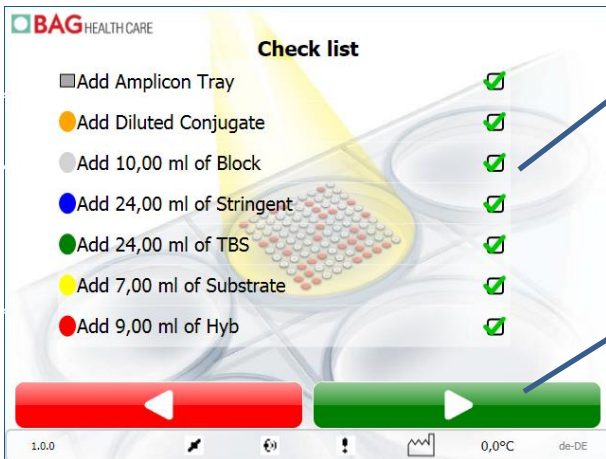 BAG HEALTH CARE
Check list
Add Amplicon Tray
Add Diluted Conjugate
Add 10,00 ml of Block
Add 24,00 ml of Stringent
Add 24,00 ml of TBS
Add 7,00 ml of Substrate
Add 9,00 ml of Hyb
1.0.0 0,0°C de-DE